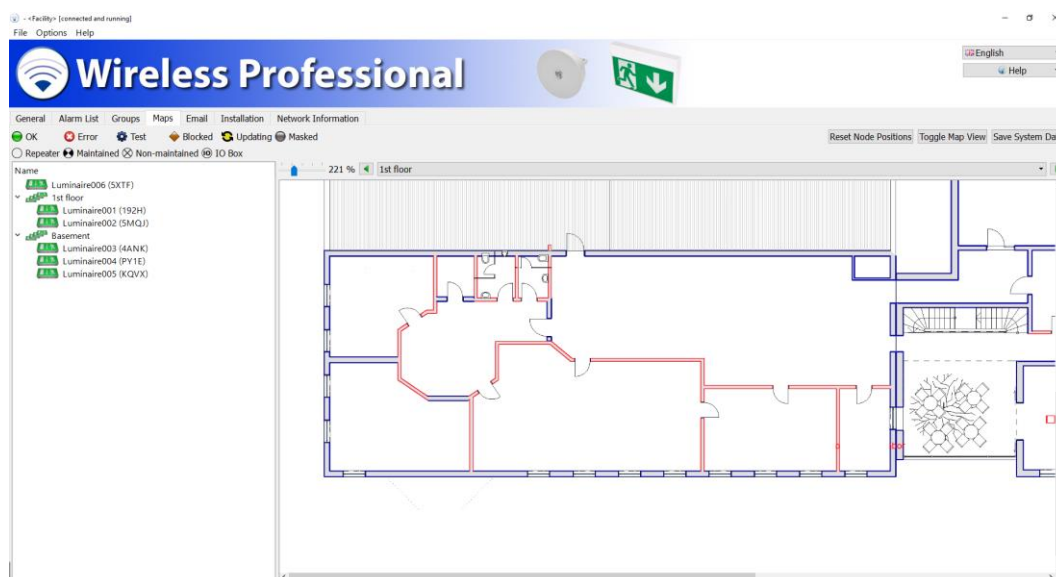 - <Facility> [connected and running]
File Options Help
Wireless Professional
English
Help
General Alarm List Groups Maps Email Installation Network Information
OK Error Test Blocked Updating Masked
Reset Node Positions Toggle Map View Save System Da
Repeater Maintained Non-maintained IO Box
Name
221 % 1st floor
Luminaire006 (5XTF)
1st floor
Luminaire001 (192H)
Luminaire002 (5MQJ)
Basement
Luminaire003 (4ANK)
Luminaire004 (PY1E)
Luminaire005 (KQVX)